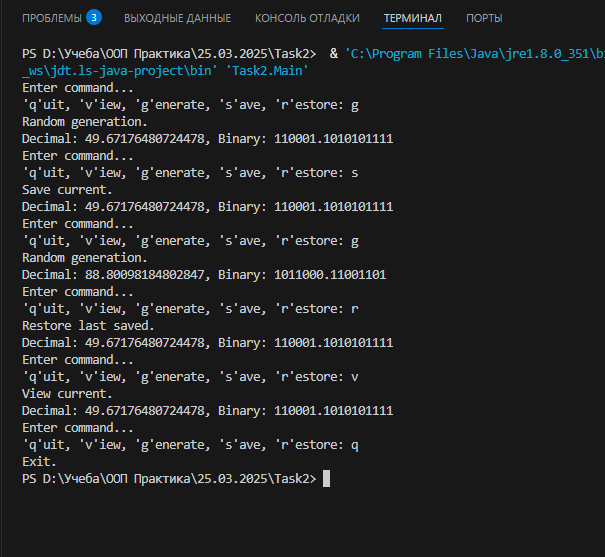 ПРОБЛЕМЫ 3 ВЫХОДНЫЕ ДАННЫЕ КОНСОЛЬ ОТЛАДКИ ТЕРМИНАЛ ПОРТЫ
PS D:\Учеба\ООП Практика\25.03.2025\Task2>  & 'C:\Program Files\Java\jre1.8.0_351\b
_ws\jdt.ls-java-project\bin' 'Task2.Main'
Enter command...
'q'uit, 'v'iew, 'g'enerate, 's'ave, 'r'estore: g
Random generation.
Decimal: 49.67176480724478, Binary: 110001.1010101111
Enter command...
'q'uit, 'v'iew, 'g'enerate, 's'ave, 'r'estore: s
Save current.
Decimal: 49.67176480724478, Binary: 110001.1010101111
Enter command...
'q'uit, 'v'iew, 'g'enerate, 's'ave, 'r'estore: g
Random generation.
Decimal: 88.80098184802847, Binary: 1011000.11001101
Enter command...
'q'uit, 'v'iew, 'g'enerate, 's'ave, 'r'estore: r
Restore last saved.
Decimal: 49.67176480724478, Binary: 110001.1010101111
Enter command...
'q'uit, 'v'iew, 'g'enerate, 's'ave, 'r'estore: v
View current.
Decimal: 49.67176480724478, Binary: 110001.1010101111
Enter command...
'q'uit, 'v'iew, 'g'enerate, 's'ave, 'r'estore: q
Exit.
PS D:\Учеба\ООП Практика\25.03.2025\Task2>